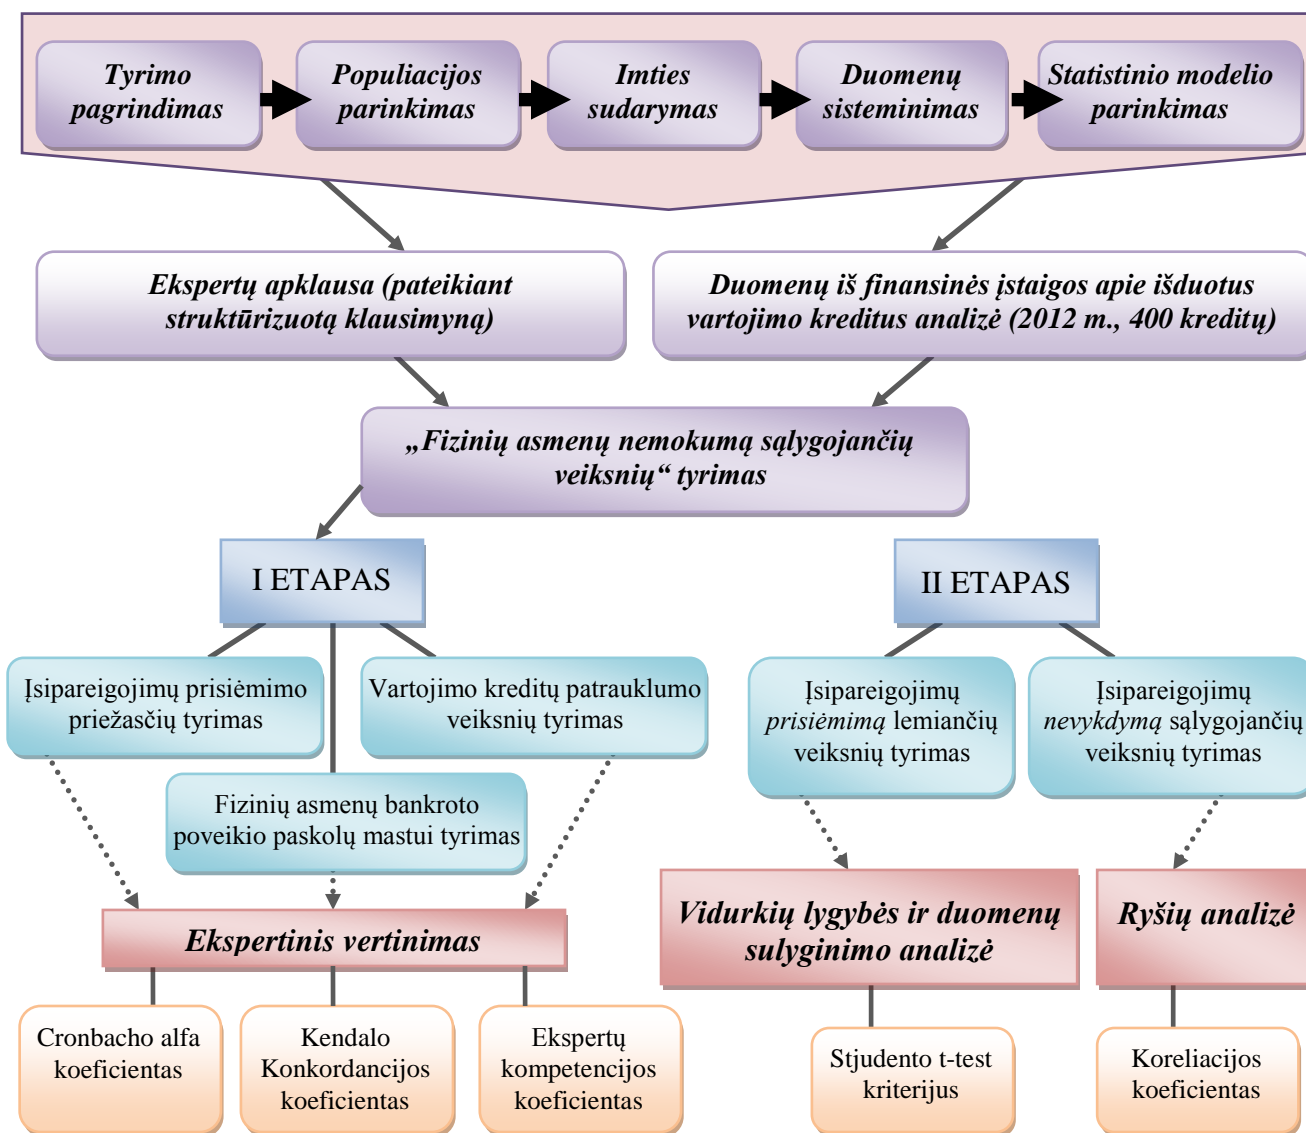 Tyrimo
pagrindimas
Populiacijos
parinkimas
Imties
sudarymas
Duomenų
sisteminimas
Statistinio modelio
parinkimas
Ekspertų apklausa (pateikiant
struktūrizuotą klausimyną)
Duomenų iš finansinės įstaigos apie išduotus
vartojimo kreditus analizė (2012 m., 400 kreditų)
„Fizinių asmenų nemokumą sąlygojančių
veiksnių“ tyrimas
I ETAPAS
II ETAPAS
Įsipareigojimų prisiėmimo
priežasčių tyrimas
Vartojimo kreditų patrauklumo
veiksnių tyrimas
Fizinių asmenų bankroto
poveikio paskolų mastui tyrimas
Įsipareigojimų
prisiėmimą lemiančių
veiksnių tyrimas
Įsipareigojimų
nevykdymą sąlygojančių
veiksnių tyrimas
Ekspertinis vertinimas
Vidurkių lygybės ir duomenų
sulyginimo analizė
Ryšių analizė
Cronbacho alfa
koeficientas
Kendalo
Konkordancijos
koeficientas
Ekspertų
kompetencijos
koeficientas
Stjudento t-test
kriterijus
Koreliacijos
koeficientas